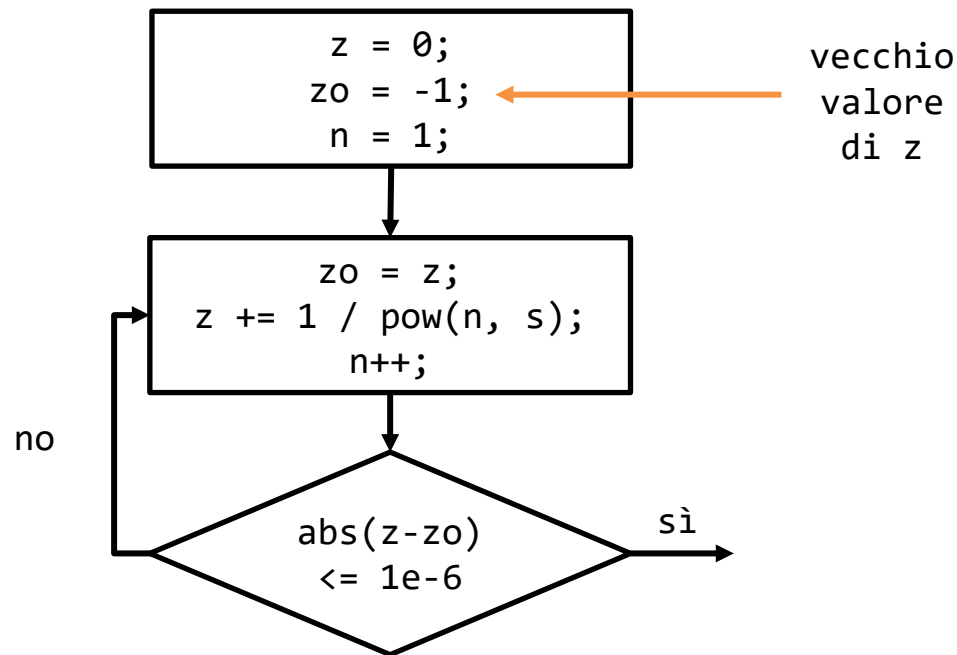 z = 0;
zo = -1;
n = 1;
vecchio
valore
di z
zo = z;
z += 1 / pow(n, s);
n++;
no
abs(z-zo)
<= 1e-6
sì